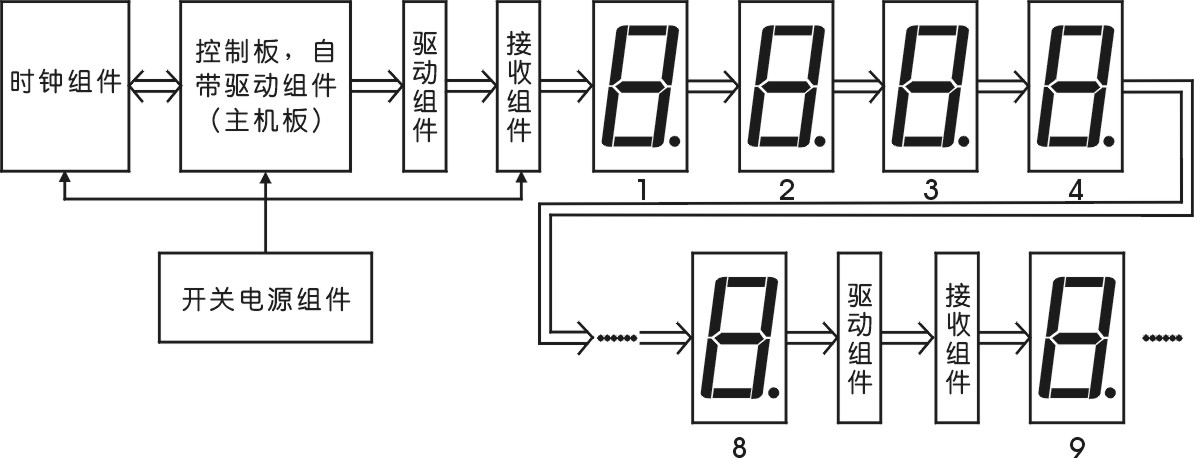 时钟组件
控制板，自
带驱动组件
（主机板）
驱动组件
接收组件
1
2
3
4
开关电源组件
……
8
驱动组件
接收组件
9
……